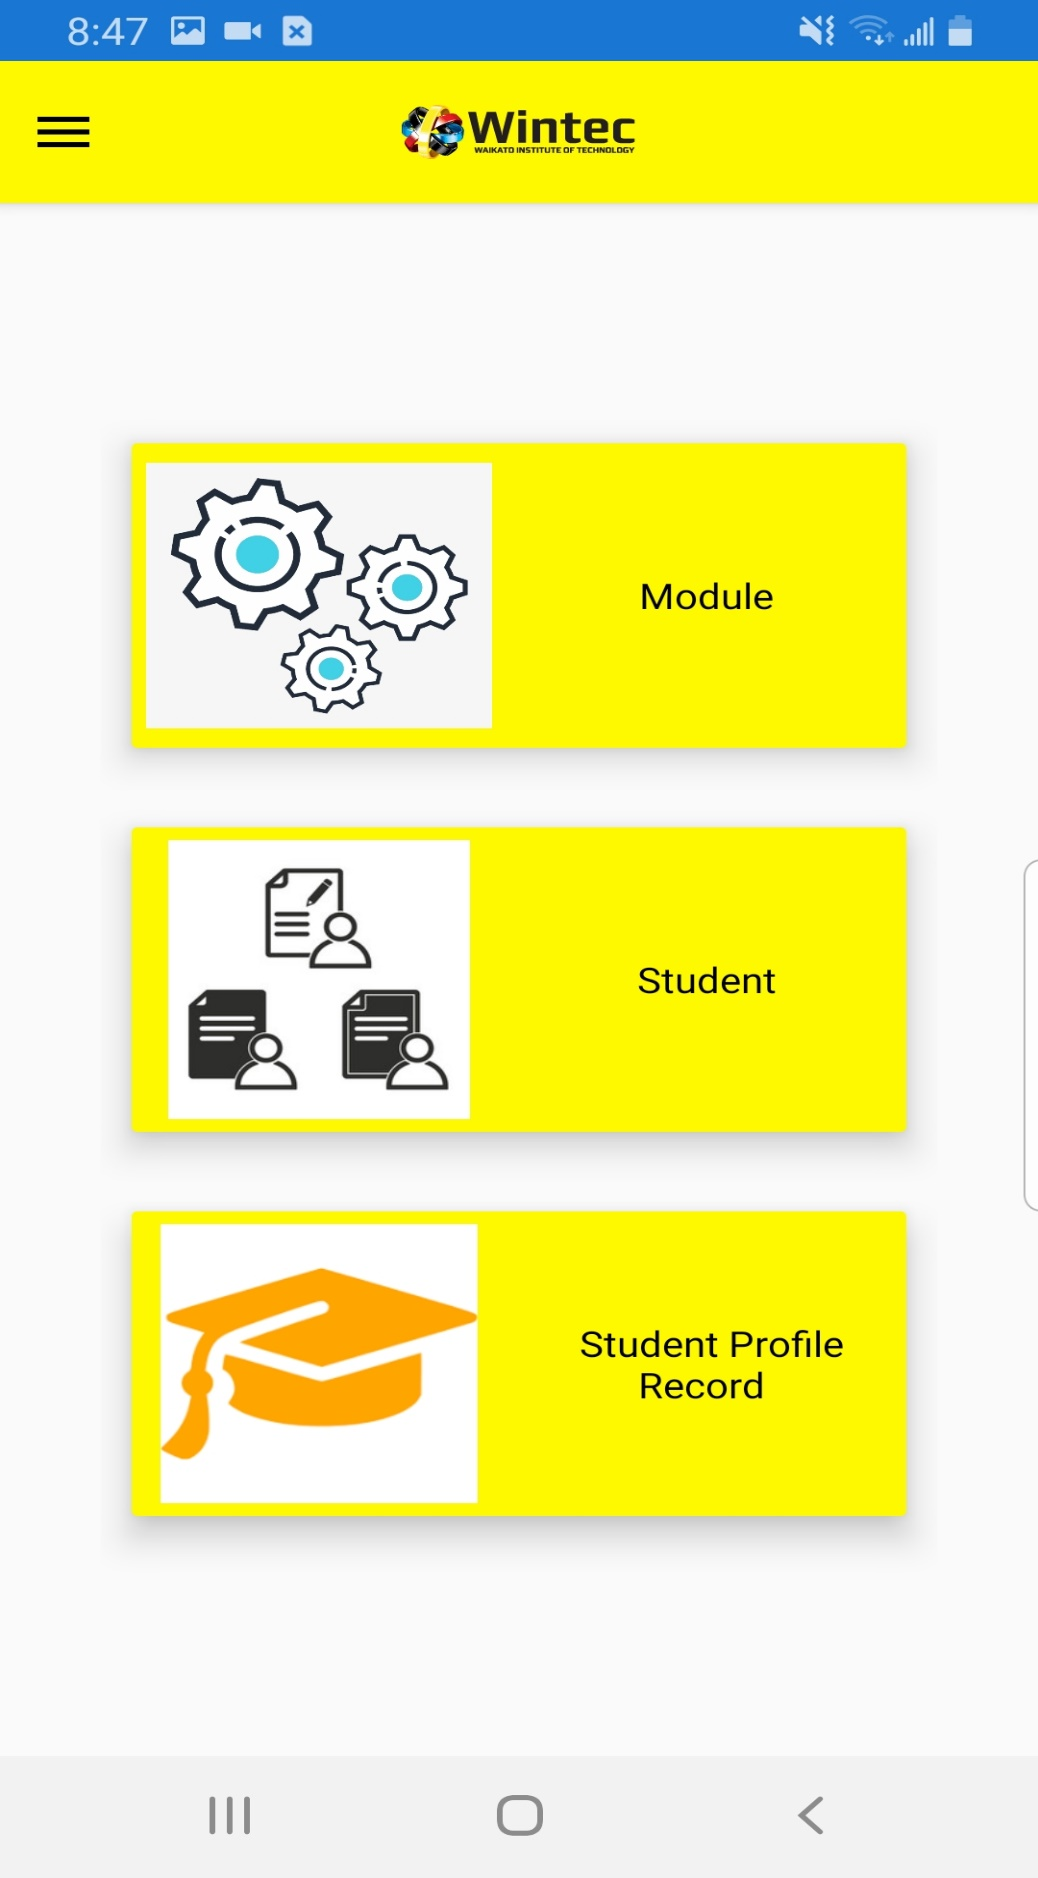 8:47
Wintec
WAIKATO INSTITUTE OF TECHNOLOGY
Module
Student
Student Profile
Record